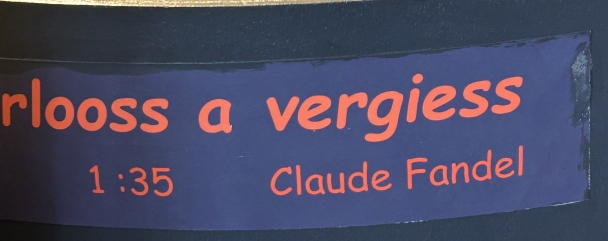 rlooss a vergiess
1:35 Claude Fandel